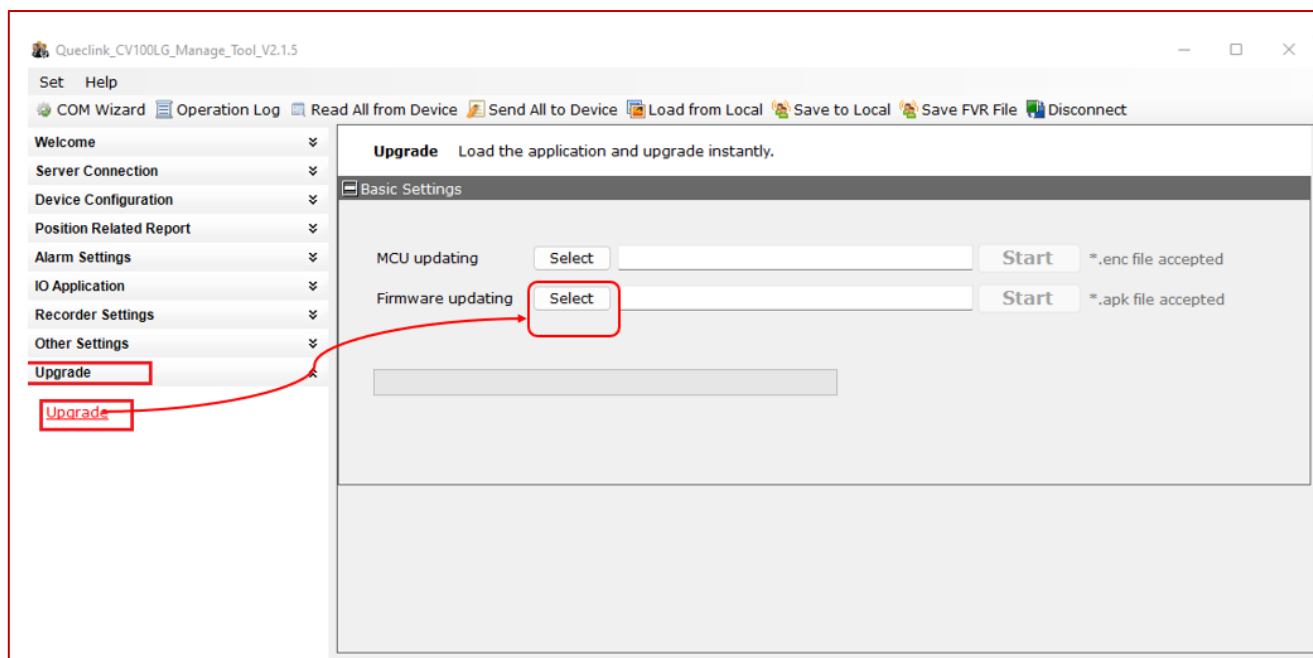 Queclink_CV100LG_Manage_Tool_V2.1.5
Set Help
COM Wizard Operation Log Read All from Device Send All to Device Load from Local Save to Local Save FVR File Disconnect
Welcome
Server Connection
Device Configuration
Position Related Report
Alarm Settings
IO Application
Recorder Settings
Other Settings
Upgrade
Upgrade
Upgrade Load the application and upgrade instantly.
Basic Settings
MCU updating Select Start *.enc file accepted
Firmware updating Select Start *.apk file accepted